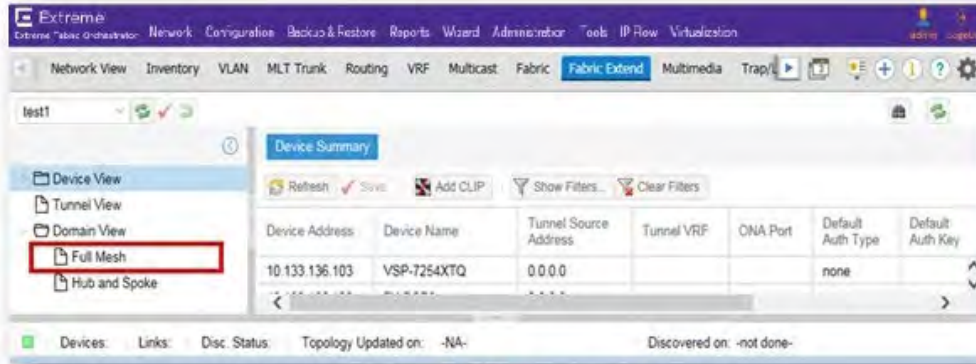 Extreme
Extreme Fabric Orchestrator Network Configuration Backup & Restore Reports Wizard Administrator Tools IP Flow Virtualization admin
Network View Inventory VLAN MLT Trunk Routing VRF Multicast Fabric Fabric Extend Multimedia
test1
Device Summary
Device View
Refresh Save Add CLIP Show Filters... Clear Filters
Tunnel View
Domain View
Device Address Device Name Tunnel Source Address Tunnel VRF ONA Port Default Auth Type Default Auth Key
Full Mesh
10.133.136.103 VSP-7254XTQ 0.0.0.0 none
Hub and Spoke
Devices: Links: Disc. Status: Topology Updated on: -NA- Discovered on: -not done-